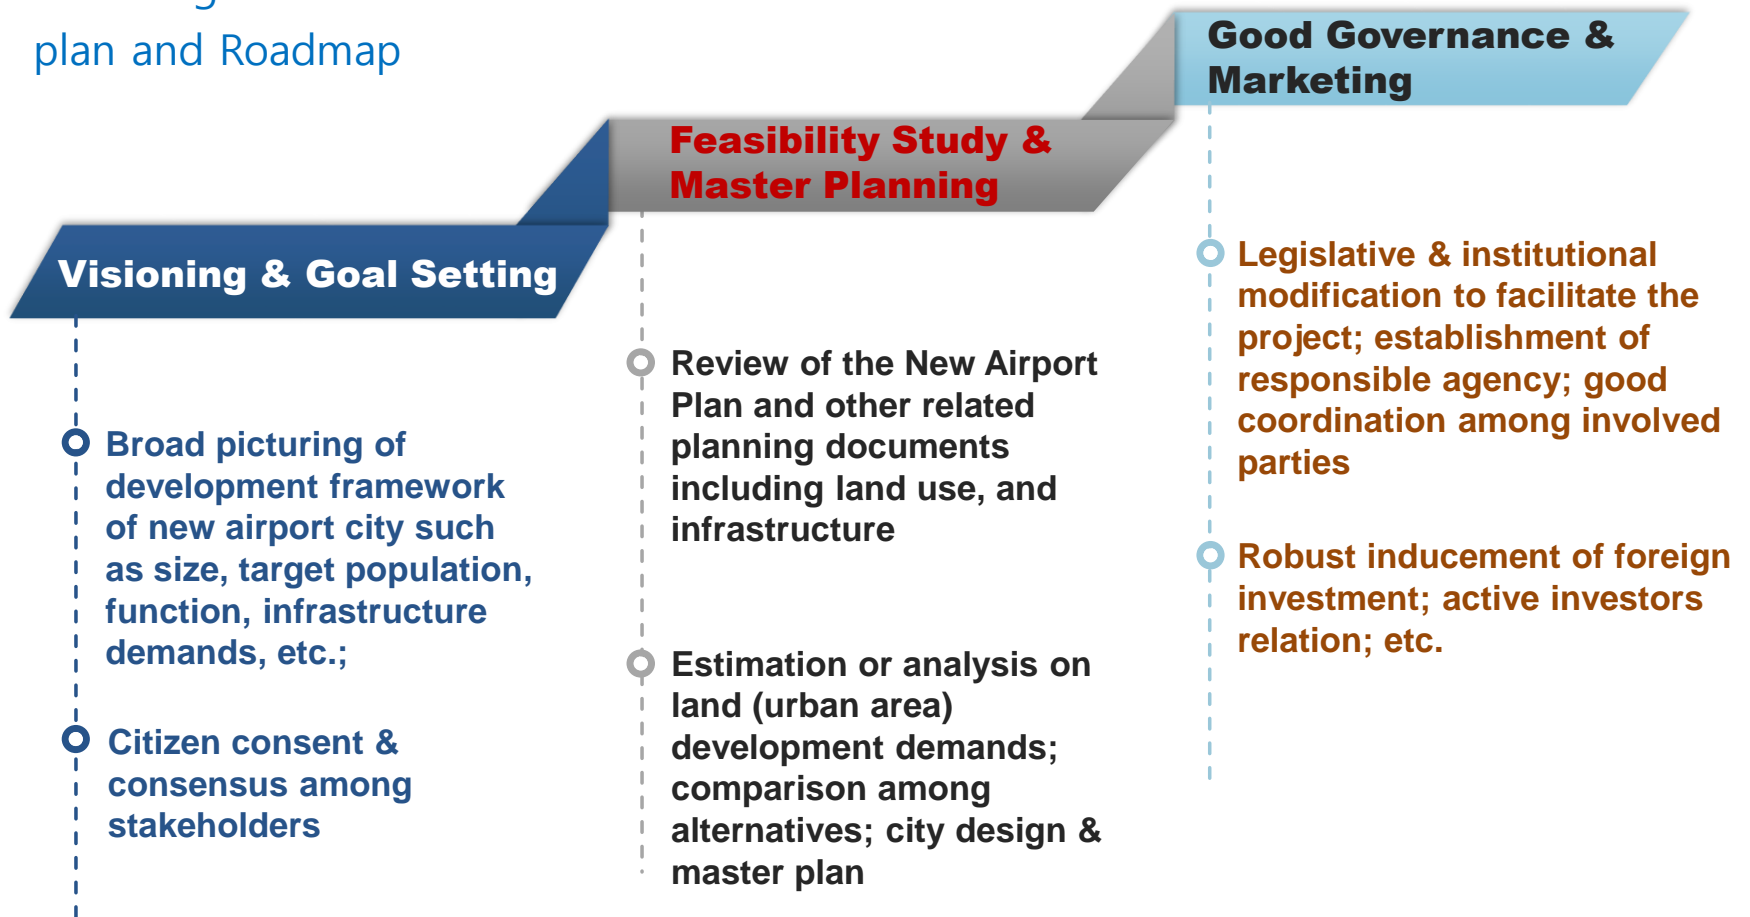 plan and Roadmap
Visioning & Goal Setting
Broad picturing of
development framework
of new airport city such
as size, target population,
function, infrastructure
demands, etc.;
Citizen consent &
consensus among
stakeholders
Feasibility Study &
Master Planning
Review of the New Airport
Plan and other related
planning documents
including land use, and
infrastructure
Estimation or analysis on
land (urban area)
development demands;
comparison among
alternatives; city design &
master plan
Good Governance &
Marketing
Legislative & institutional
modification to facilitate the
project; establishment of
responsible agency; good
coordination among involved
parties
Robust inducement of foreign
investment; active investors
relation; etc.